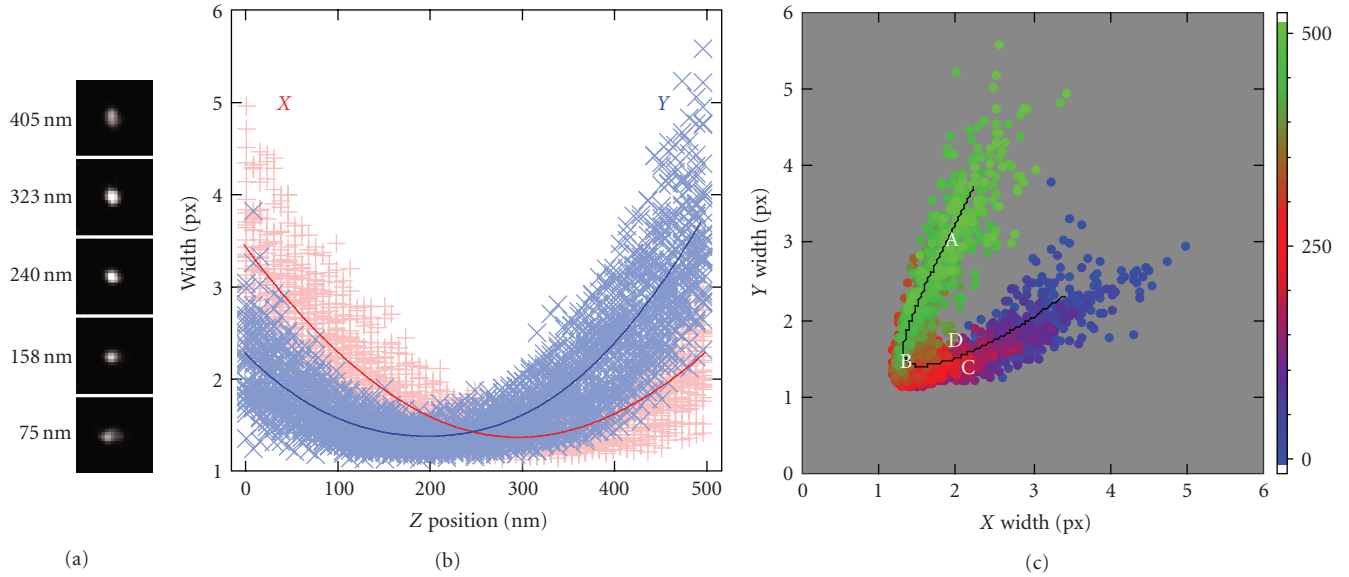 405 nm
323 nm
240 nm
158 nm
75 nm
(a)
6
5
4
3
2
1
Width (px)
X
Y
0 100 200 300 400 500
Z position (nm)
(b)
6
5
4
3
2
1
0
Y width (px)
A
B
C
D
0 1 2 3 4 5 6
X width (px)
500
250
0
(c)